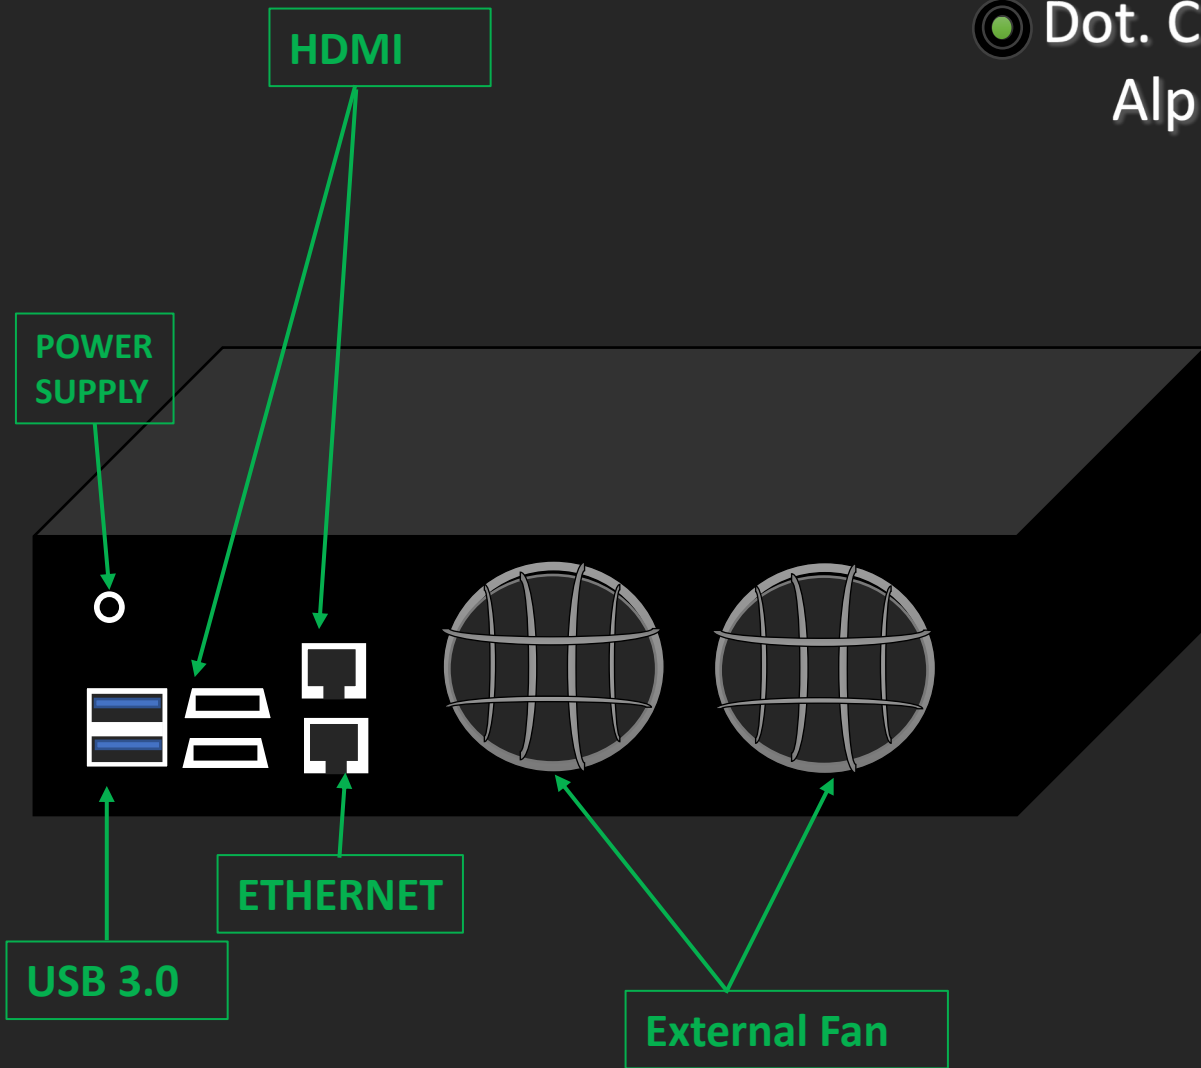 Dot. C
Alp
HDMI
POWER
SUPPLY
ETHERNET
USB 3.0
External Fan